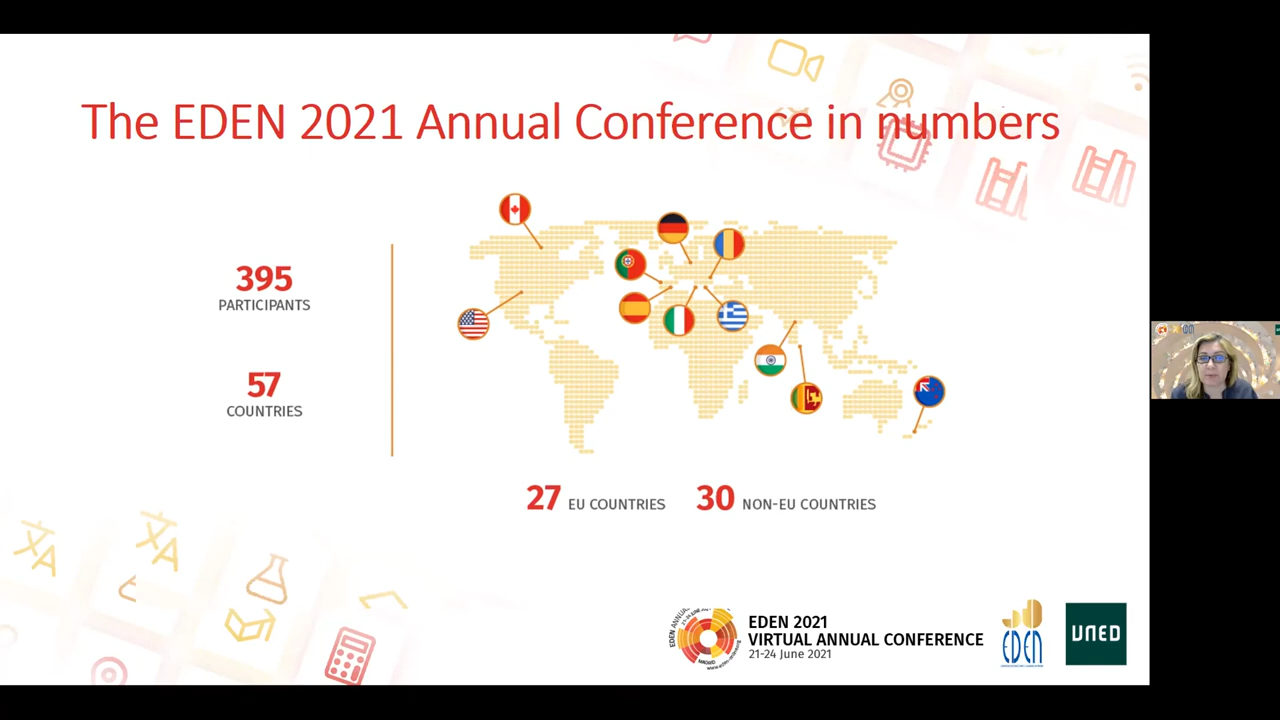 The EDEN 2021 Annual Conference in numbers
395
PARTICIPANTS
57
COUNTRIES
27 EU COUNTRIES 30 NON-EU COUNTRIES
EDEN 2021
VIRTUAL ANNUAL CONFERENCE
21-24 June 2021
MADRID
EDEN
UNED